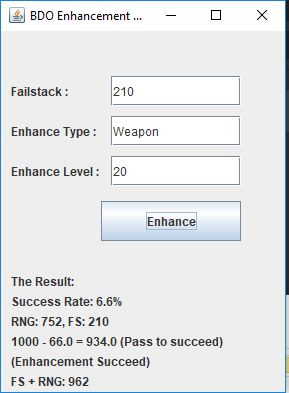 BDO Enhancement ...
Failstack :
210
Enhance Type :
Weapon
Enhance Level :
20
Enhance
The Result:
Success Rate: 6.6%
RNG: 752, FS: 210
1000 - 66.0 = 934.0 (Pass to succeed)
(Enhancement Succeed)
FS + RNG: 962